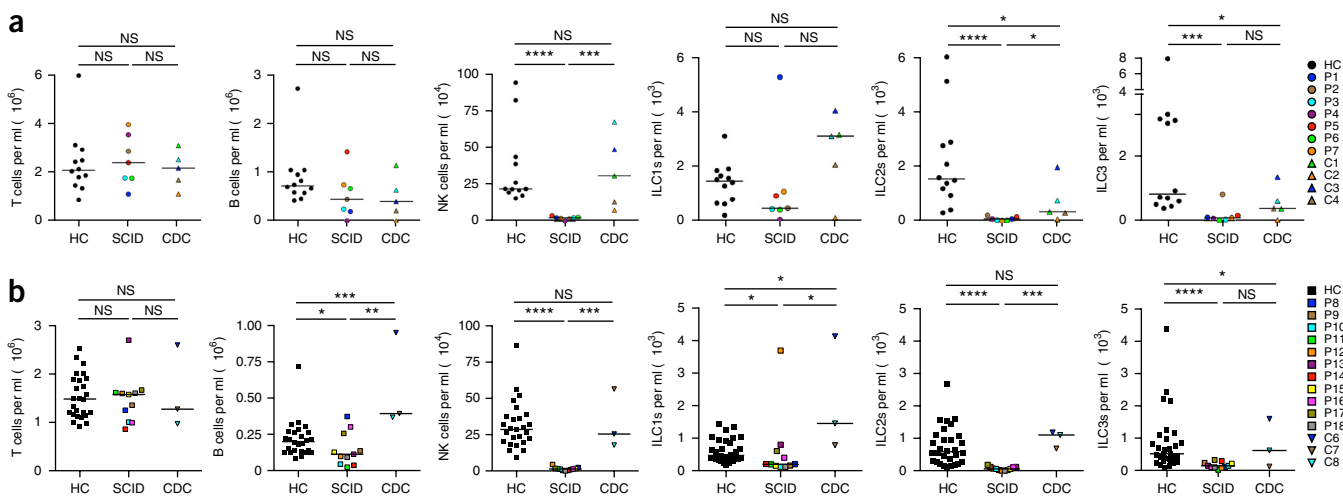 a
NS
NS NS
T cells per ml ( 10⁶)
6
4
2
0
HC SCID CDC
NS
NS NS
B cells per ml ( 10⁶)
3
2
1
0
HC SCID CDC
NS
**** ***
NK cells per ml ( 10⁴)
100
75
50
25
0
HC SCID CDC
NS
NS NS
ILC1s per ml ( 10³)
6
4
2
0
HC SCID CDC
*
**** *
ILC2s per ml ( 10³)
6
4
2
0
HC SCID CDC
*
*** NS
ILC3 per ml ( 10³)
8
6
4
2
0
HC SCID CDC
HC
P1
P2
P3
P4
P5
P6
P7
C1
C2
C3
C4
b
NS
NS NS
T cells per ml ( 10⁶)
3
2
1
0
HC SCID CDC
***
* **
B cells per ml ( 10⁶)
1.00
0.75
0.50
0.25
0
HC SCID CDC
NS
**** ***
NK cells per ml ( 10⁴)
100
75
50
25
0
HC SCID CDC
*
* *
ILC1s per ml ( 10³)
5
4
3
2
1
0
HC SCID CDC
NS
**** ***
ILC2s per ml ( 10³)
5
4
3
2
1
0
HC SCID CDC
*
**** NS
ILC3s per ml ( 10³)
5
4
3
2
1
0
HC SCID CDC
HC
P8
P9
P10
P11
P12
P13
P14
P15
P16
P17
P18
C6
C7
C8